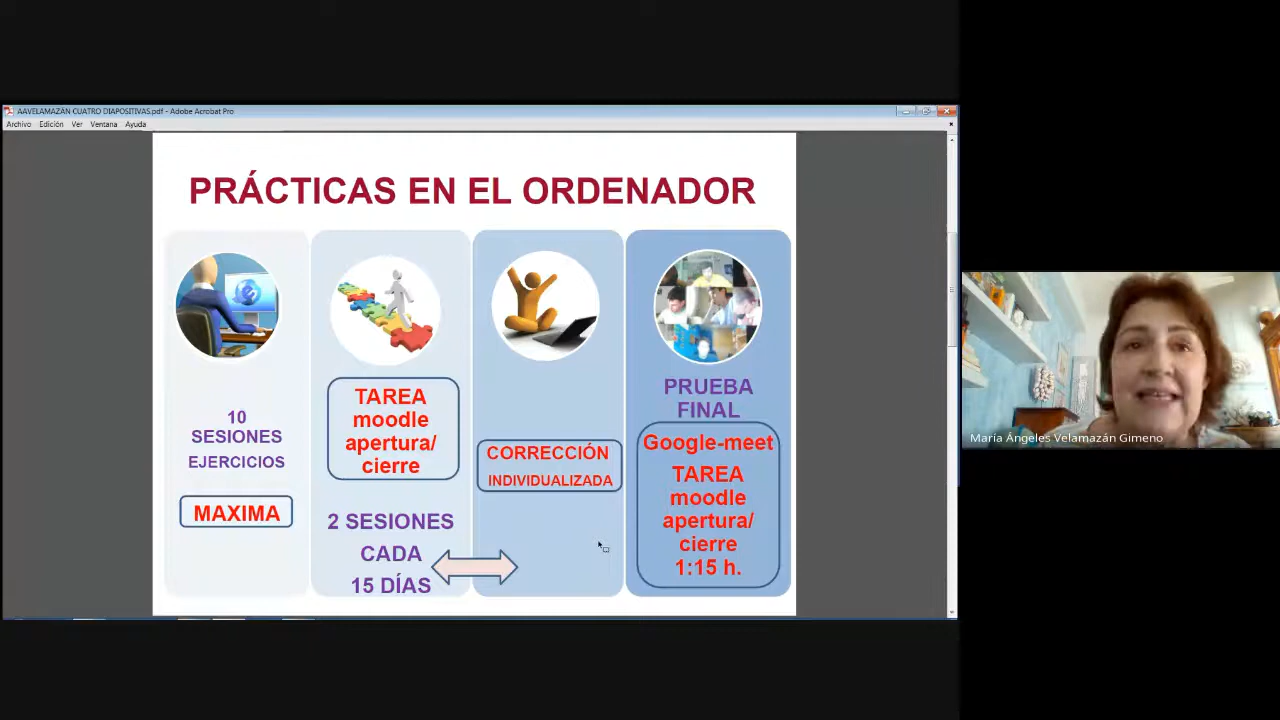 AAVELAMAZÁN CUATRO DIAPOSITIVAS.pdf - Adobe Acrobat Pro
Archivo Edición Ver Ventana Ayuda
PRÁCTICAS EN EL ORDENADOR
10
SESIONES
EJERCICIOS
MAXIMA
TAREA
moodle
apertura/
cierre
2 SESIONES
CADA
15 DÍAS
CORRECCIÓN
INDIVIDUALIZADA
PRUEBA
FINAL
Google-meet
TAREA
moodle
apertura/
cierre
1:15 h.
María Ángeles Velamazán Gimeno